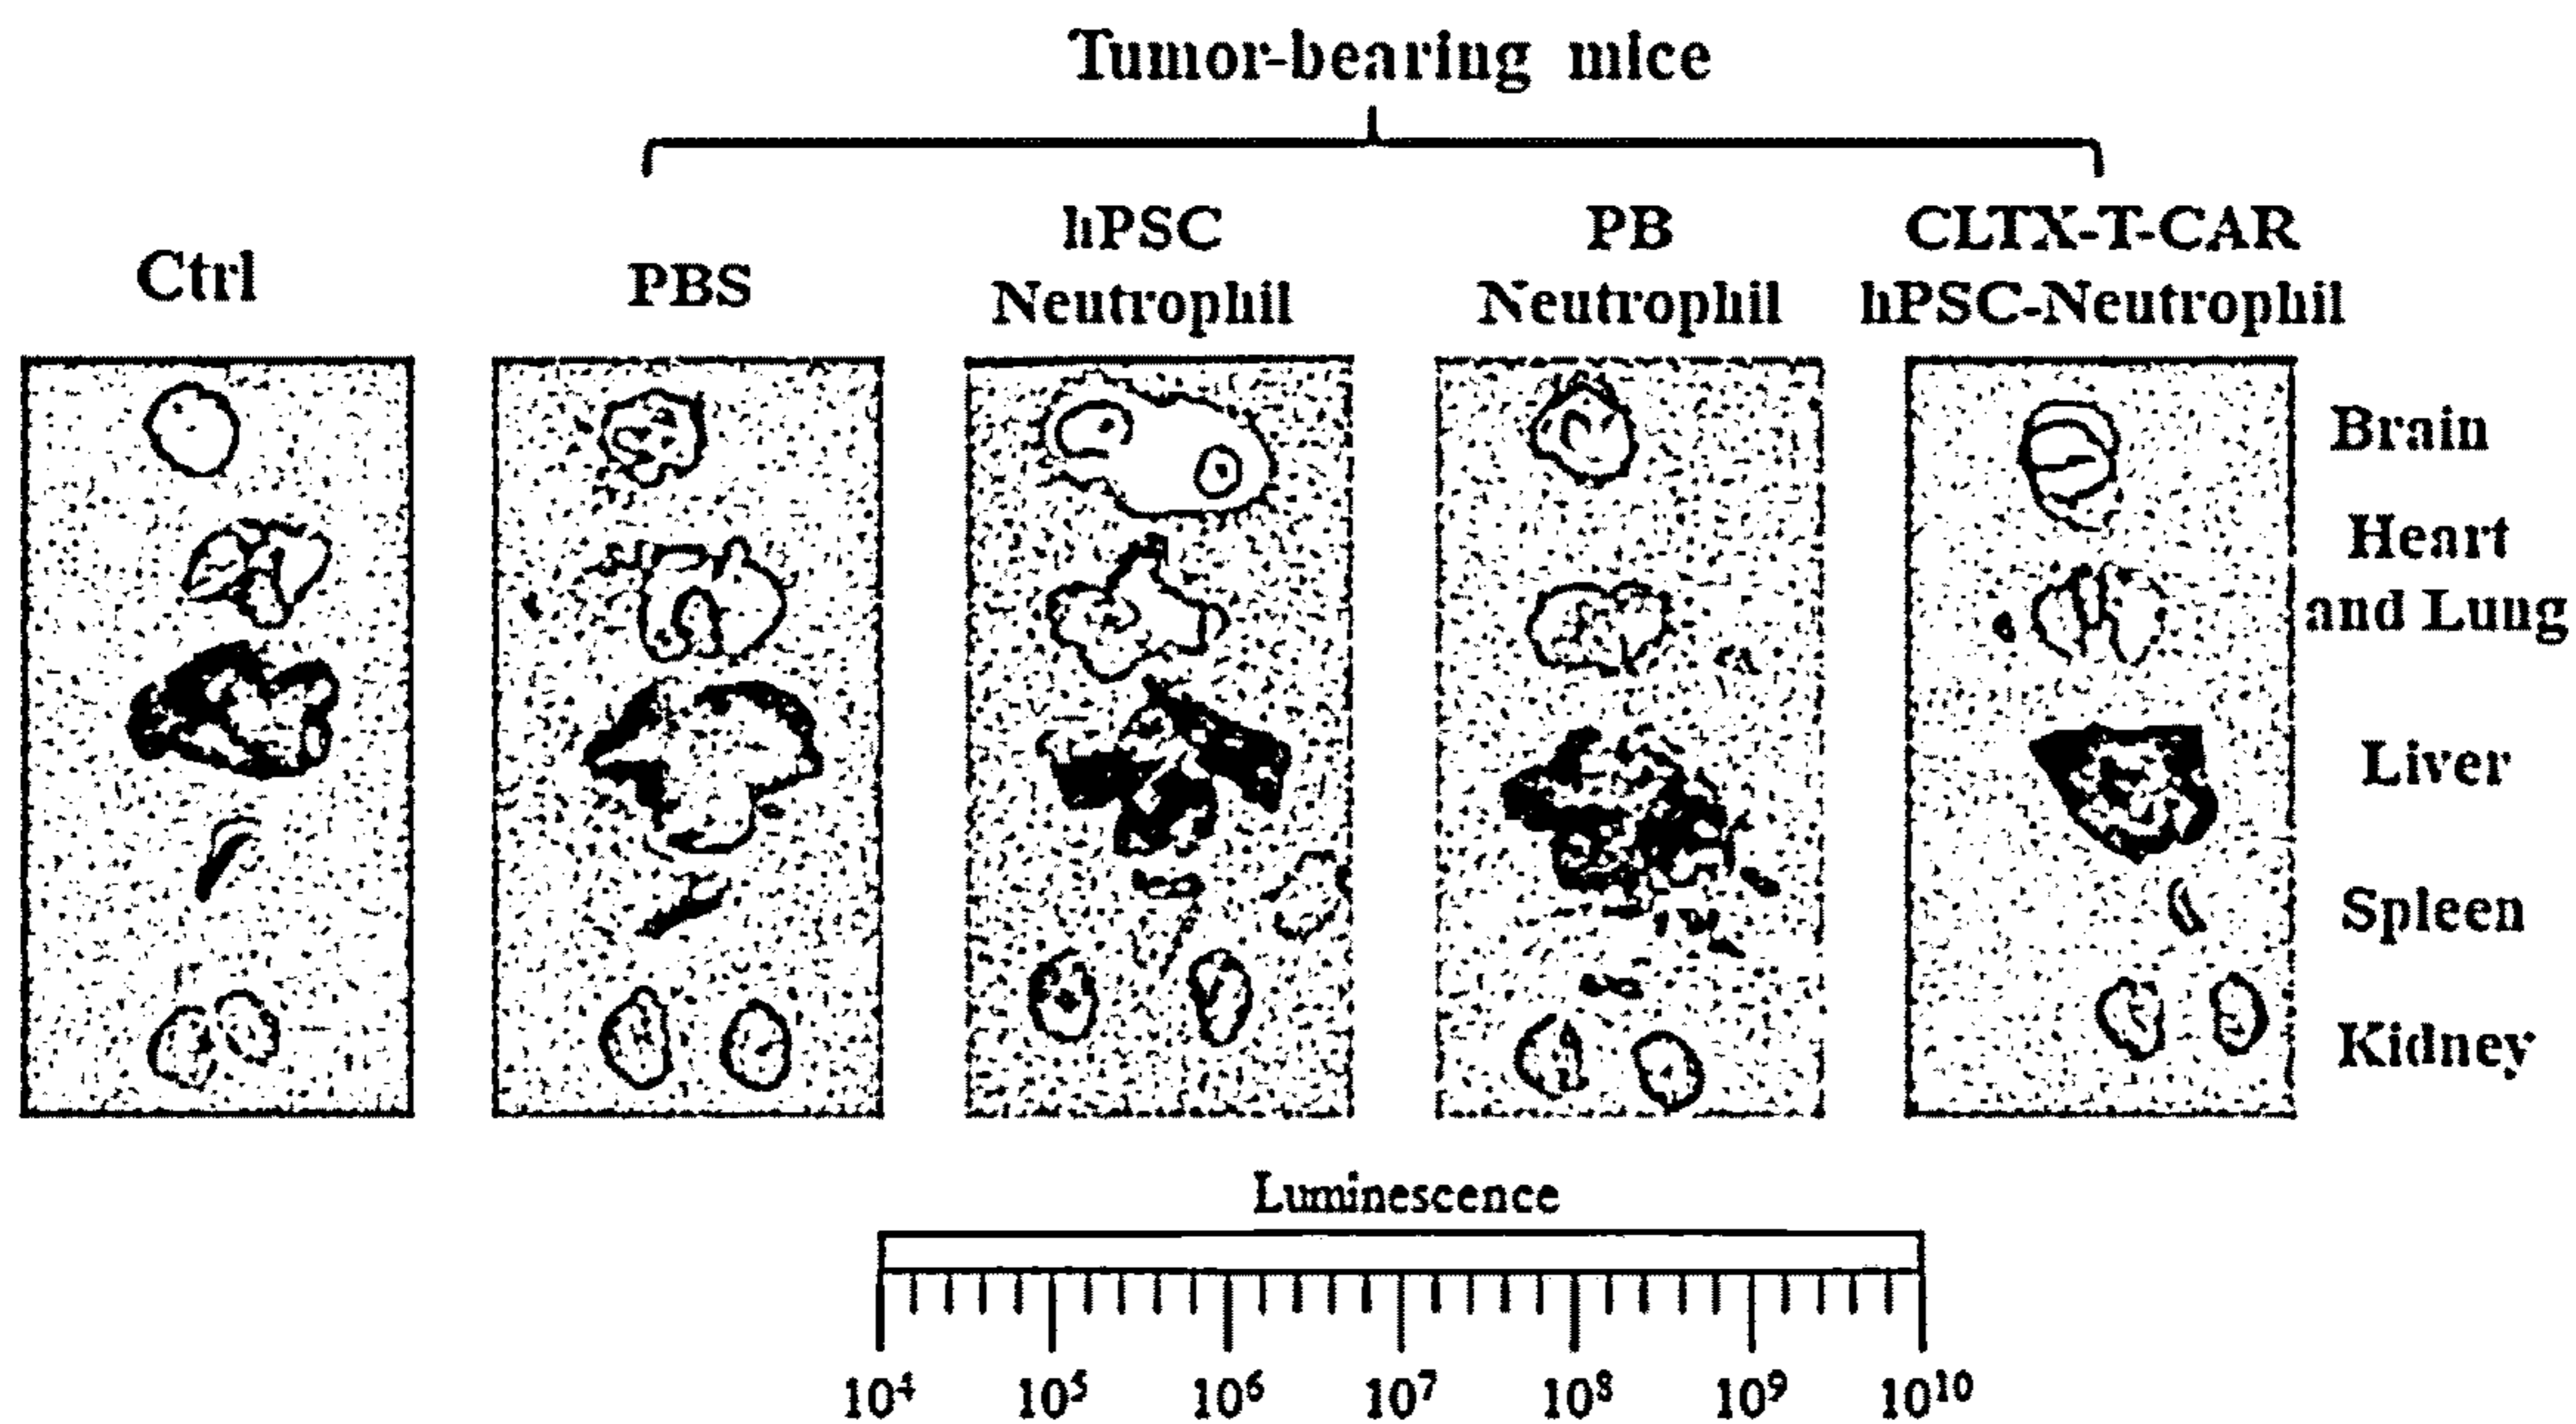 Tumor-bearing mice
Ctrl
PBS
hPSC
Neutrophil
PB
Neutrophil
CLTX-T-CAR
hPSC-Neutrophil
Brain
Heart
and Lung
Liver
Spleen
Kidney
Luminescence
10⁴ 10⁵ 10⁶ 10⁷ 10⁸ 10⁹ 10¹⁰